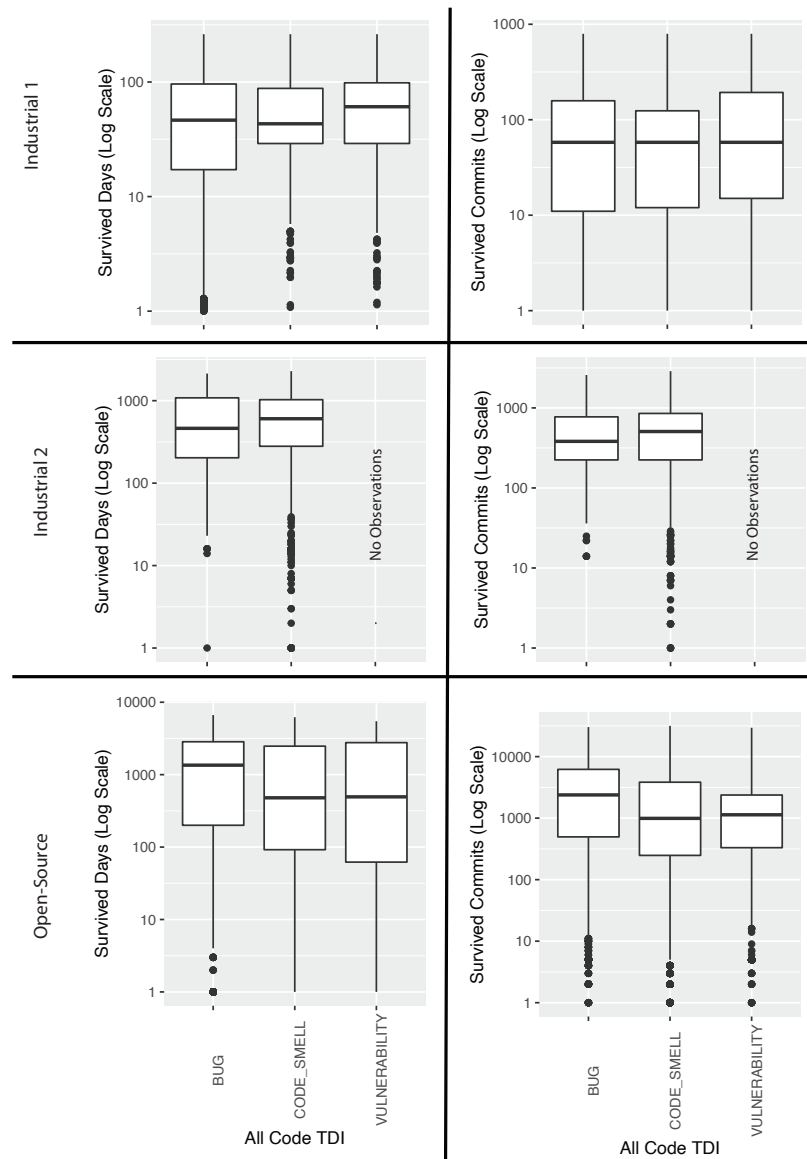 Industrial 1
Survived Days (Log Scale)
100
10
1
Survived Commits (Log Scale)
1000
100
10
1
Industrial 2
Survived Days (Log Scale)
1000
100
10
1
No Observations
Survived Commits (Log Scale)
1000
100
10
1
No Observations
Open-Source
Survived Days (Log Scale)
10000
1000
100
10
1
BUG
CODE_SMELL
VULNERABILITY
All Code TDI
Survived Commits (Log Scale)
10000
1000
100
10
1
BUG
CODE_SMELL
VULNERABILITY
All Code TDI